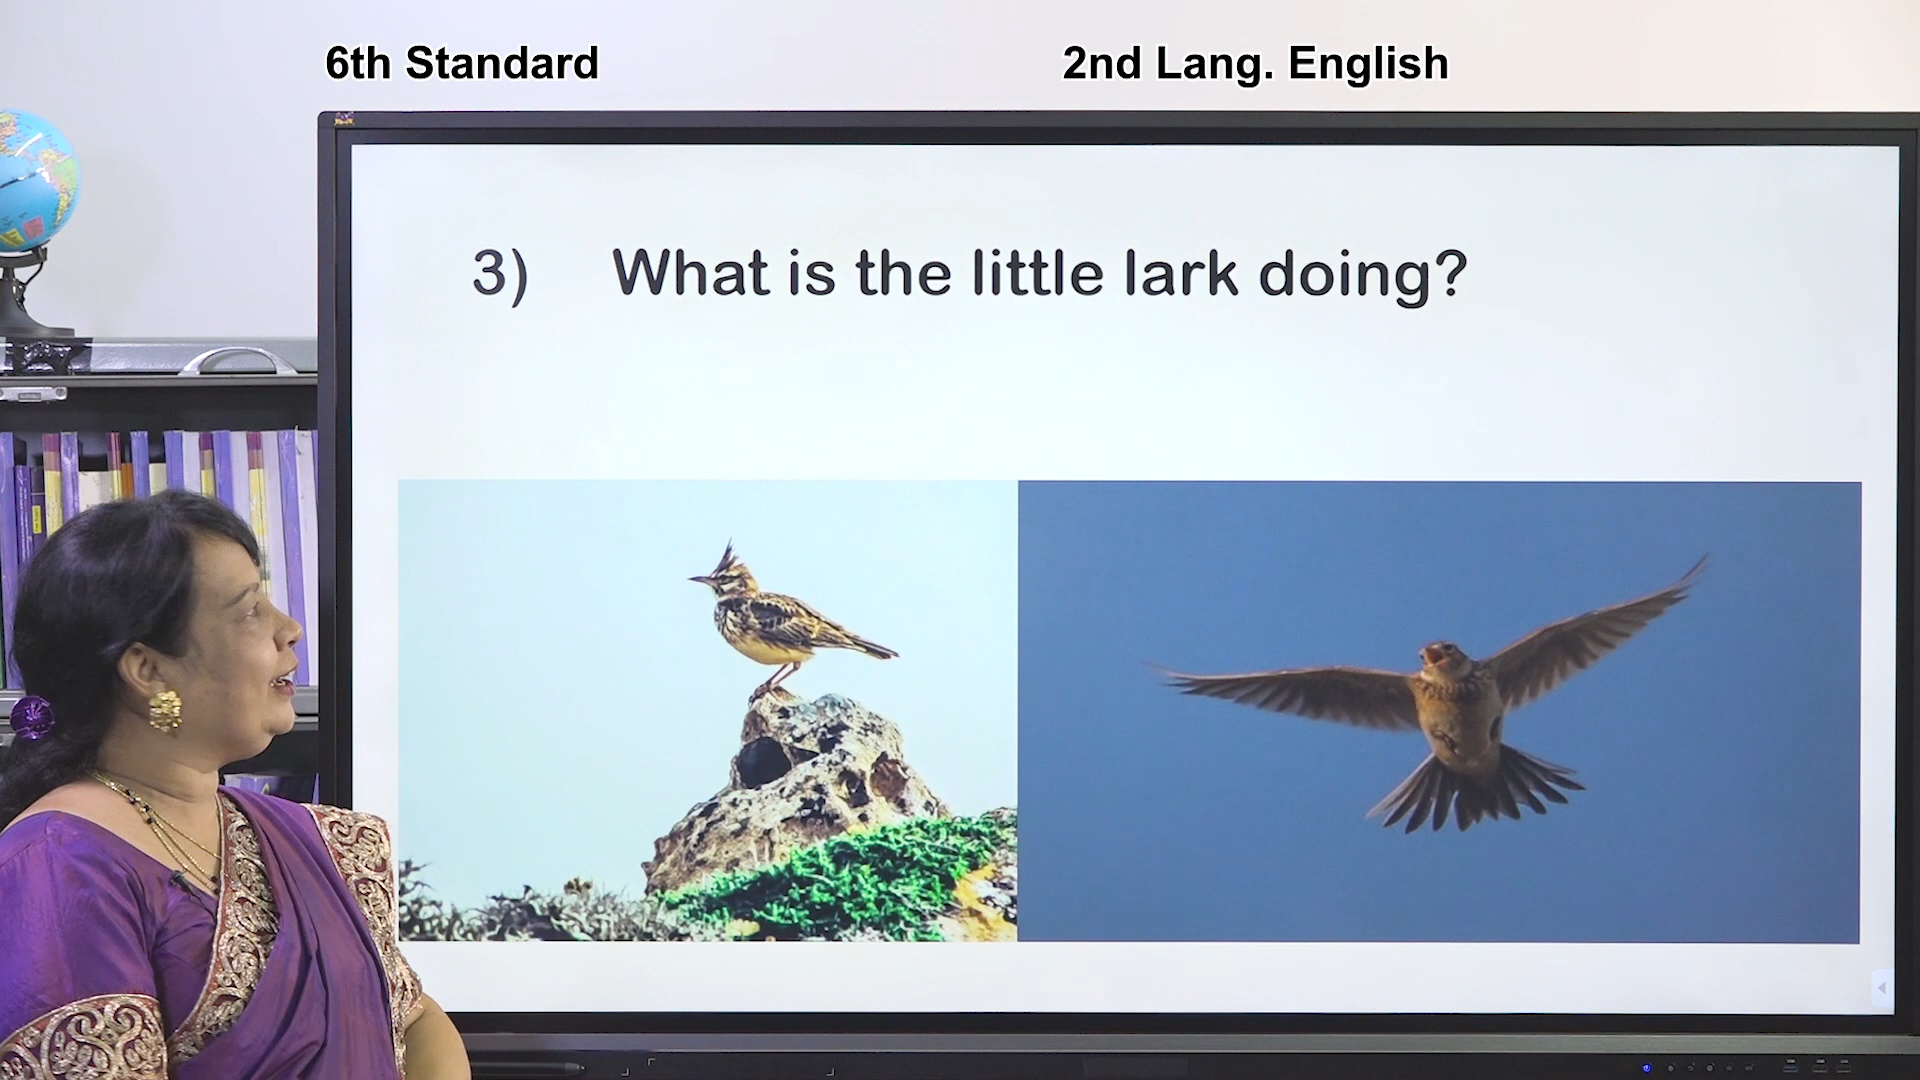 6th Standard
2nd Lang. English
3) What is the little lark doing?